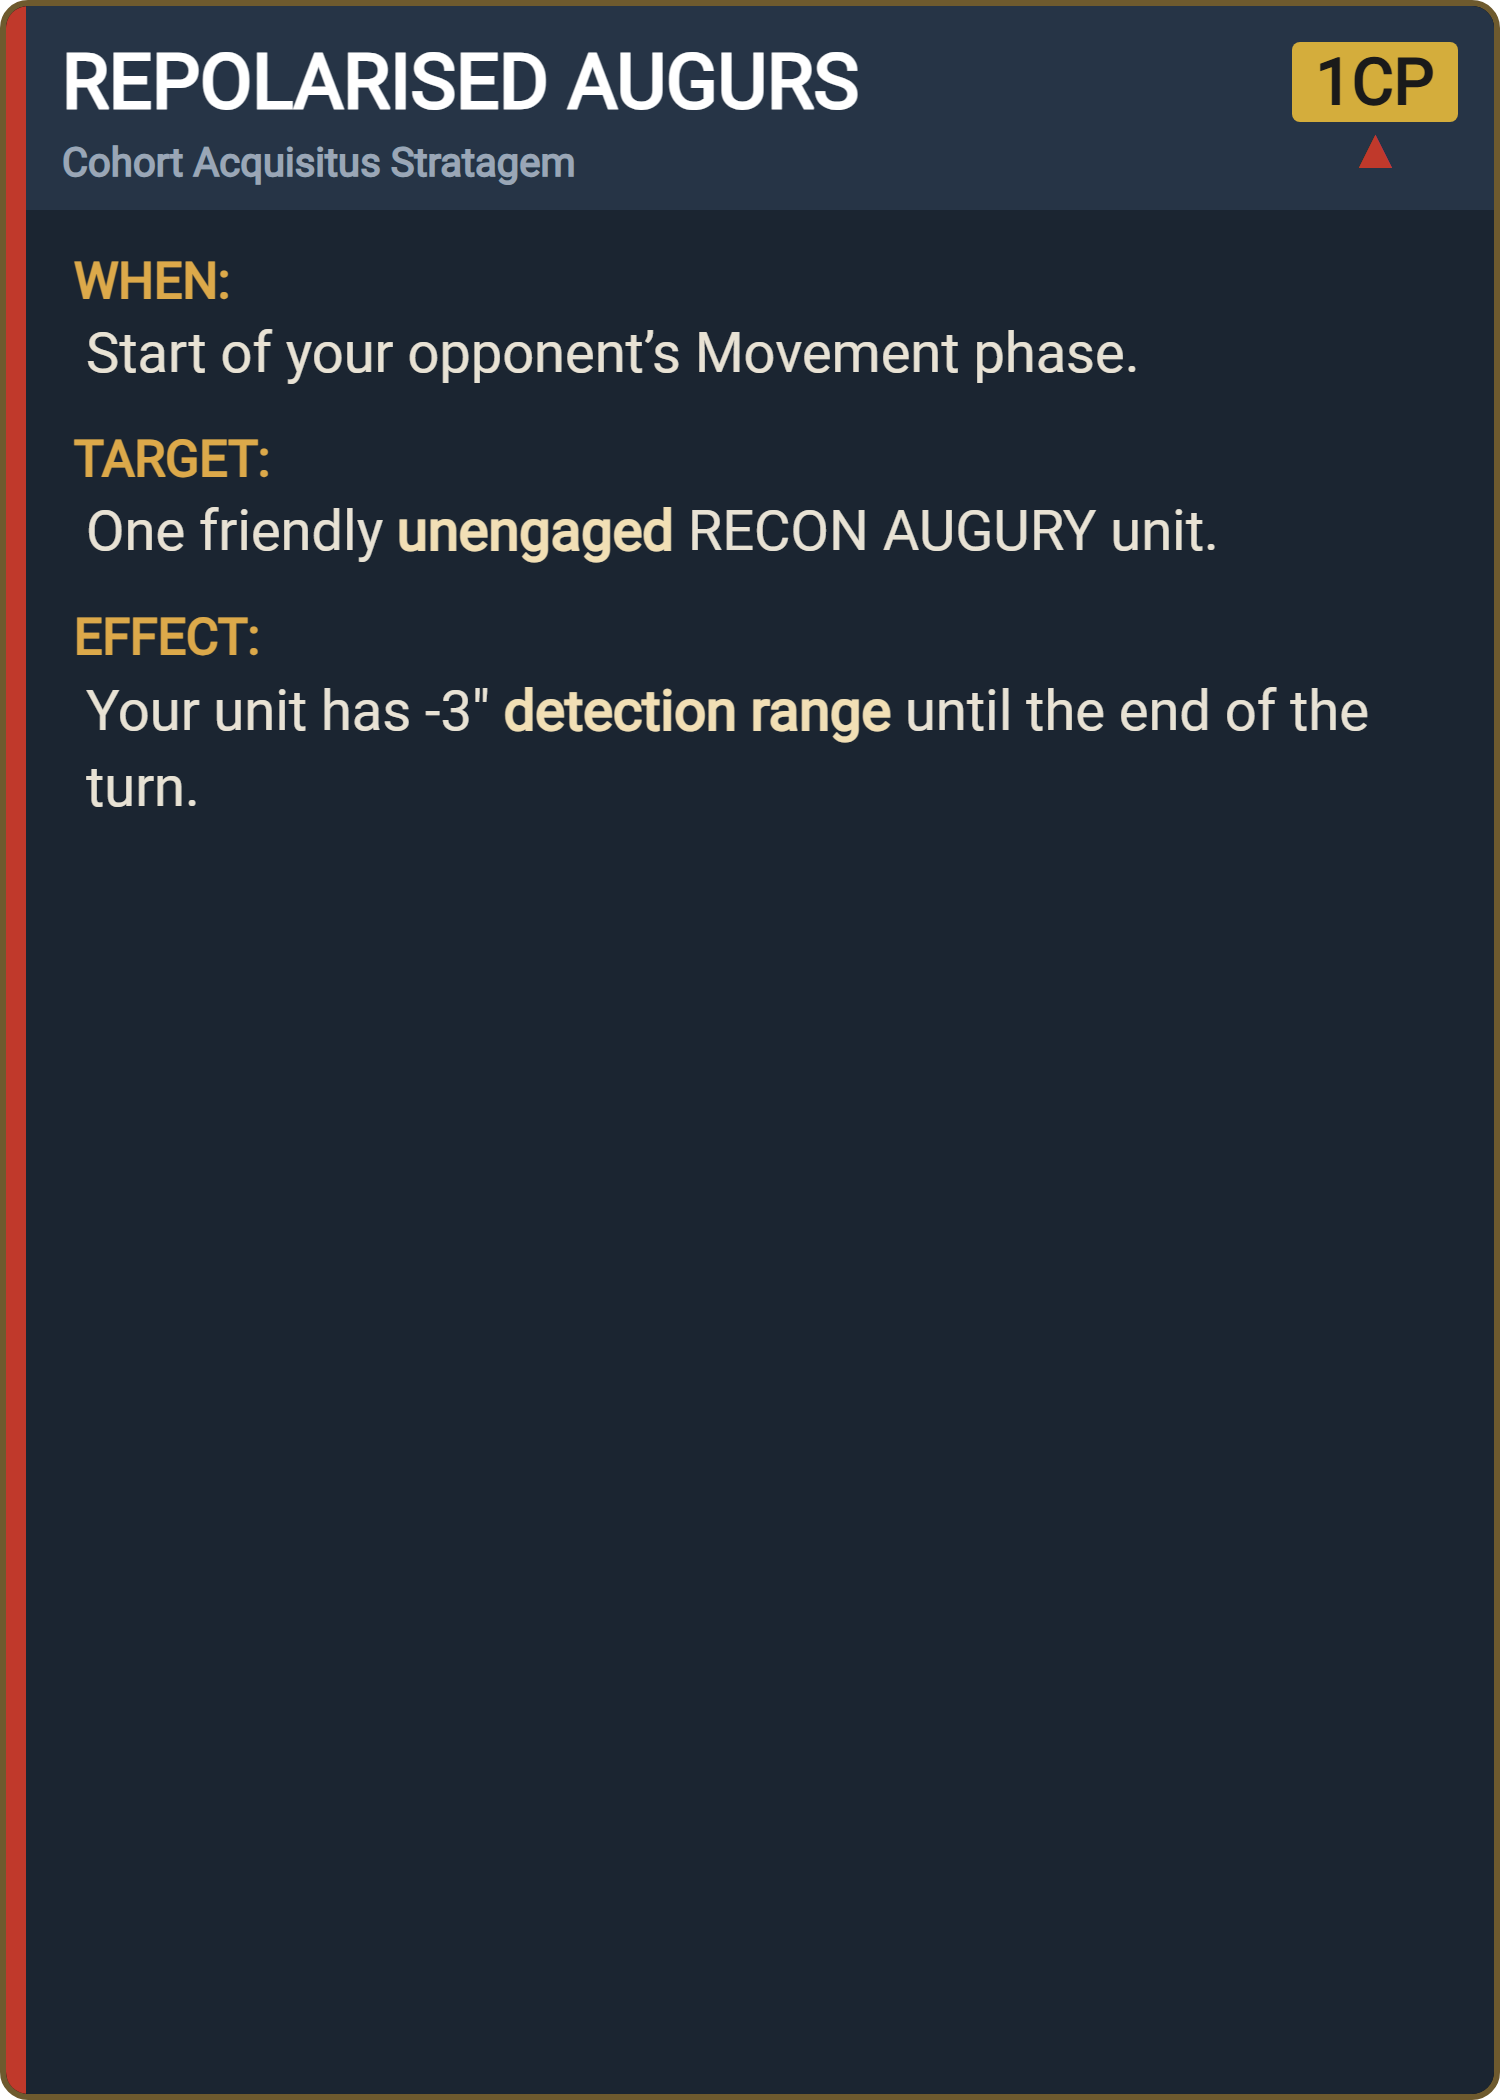 REPOLARISED AUGURS
1CP
Cohort Acquisitus Stratagem
WHEN:
Start of your opponent’s Movement phase.
TARGET:
One friendly unengaged RECON AUGURY unit.
EFFECT:
Your unit has -3" detection range until the end of the
turn.